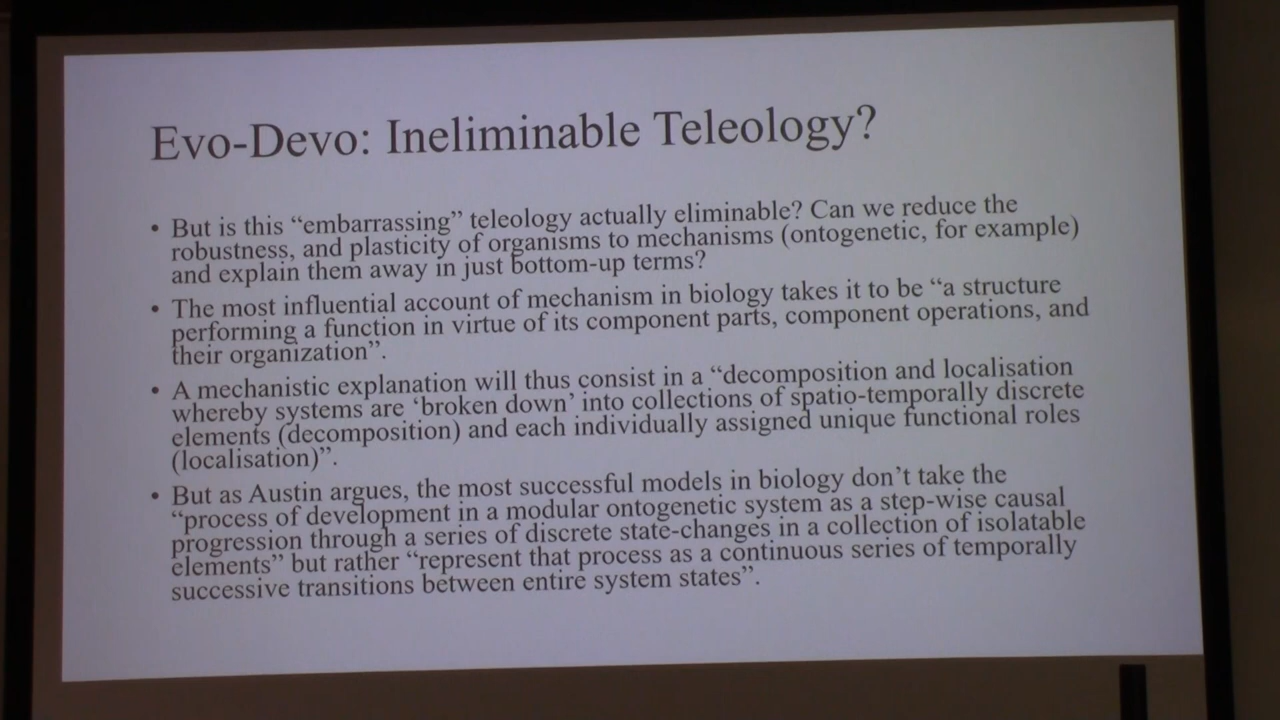 Evo-Devo: Ineliminable Teleology?
• But is this “embarrassing” teleology actually eliminable? Can we reduce the
robustness, and plasticity of organisms to mechanisms (ontogenetic, for example)
and explain them away in just bottom-up terms?
• The most influential account of mechanism in biology takes it to be “a structure
performing a function in virtue of its component parts, component operations, and
their organization”.
• A mechanistic explanation will thus consist in a “decomposition and localisation
whereby systems are ‘broken down’ into collections of spatio-temporally discrete
elements (decomposition) and each individually assigned unique functional roles
(localisation)”.
• But as Austin argues, the most successful models in biology don’t take the
“process of development in a modular ontogenetic system as a step-wise causal
progression through a series of discrete state-changes in a collection of isolatable
elements” but rather “represent that process as a continuous series of temporally
successive transitions between entire system states”.